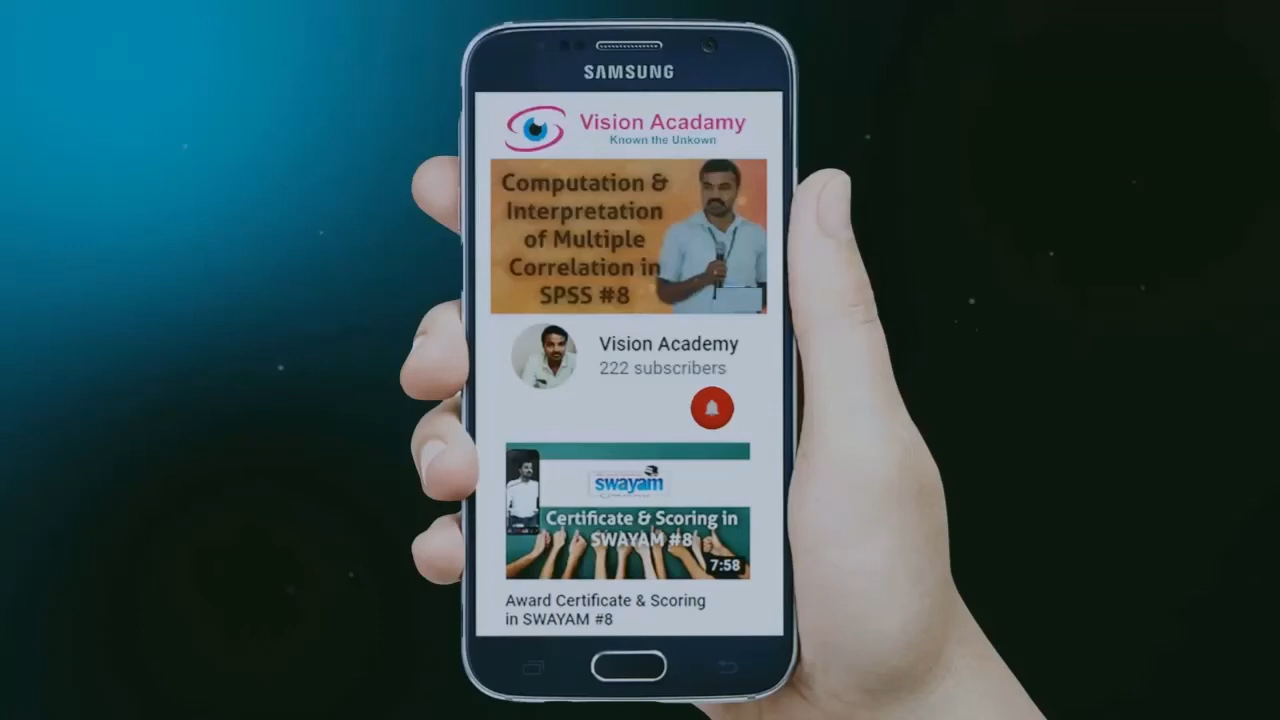 SAMSUNG
Vision Acadamy
Known the Unkown
Computation &
Interpretation
of Multiple
Correlation in
SPSS #8
Vision Academy
222 subscribers
swayam
Certificate & Scoring in
SWAYAM #8
7:58
Award Certificate & Scoring
in SWAYAM #8